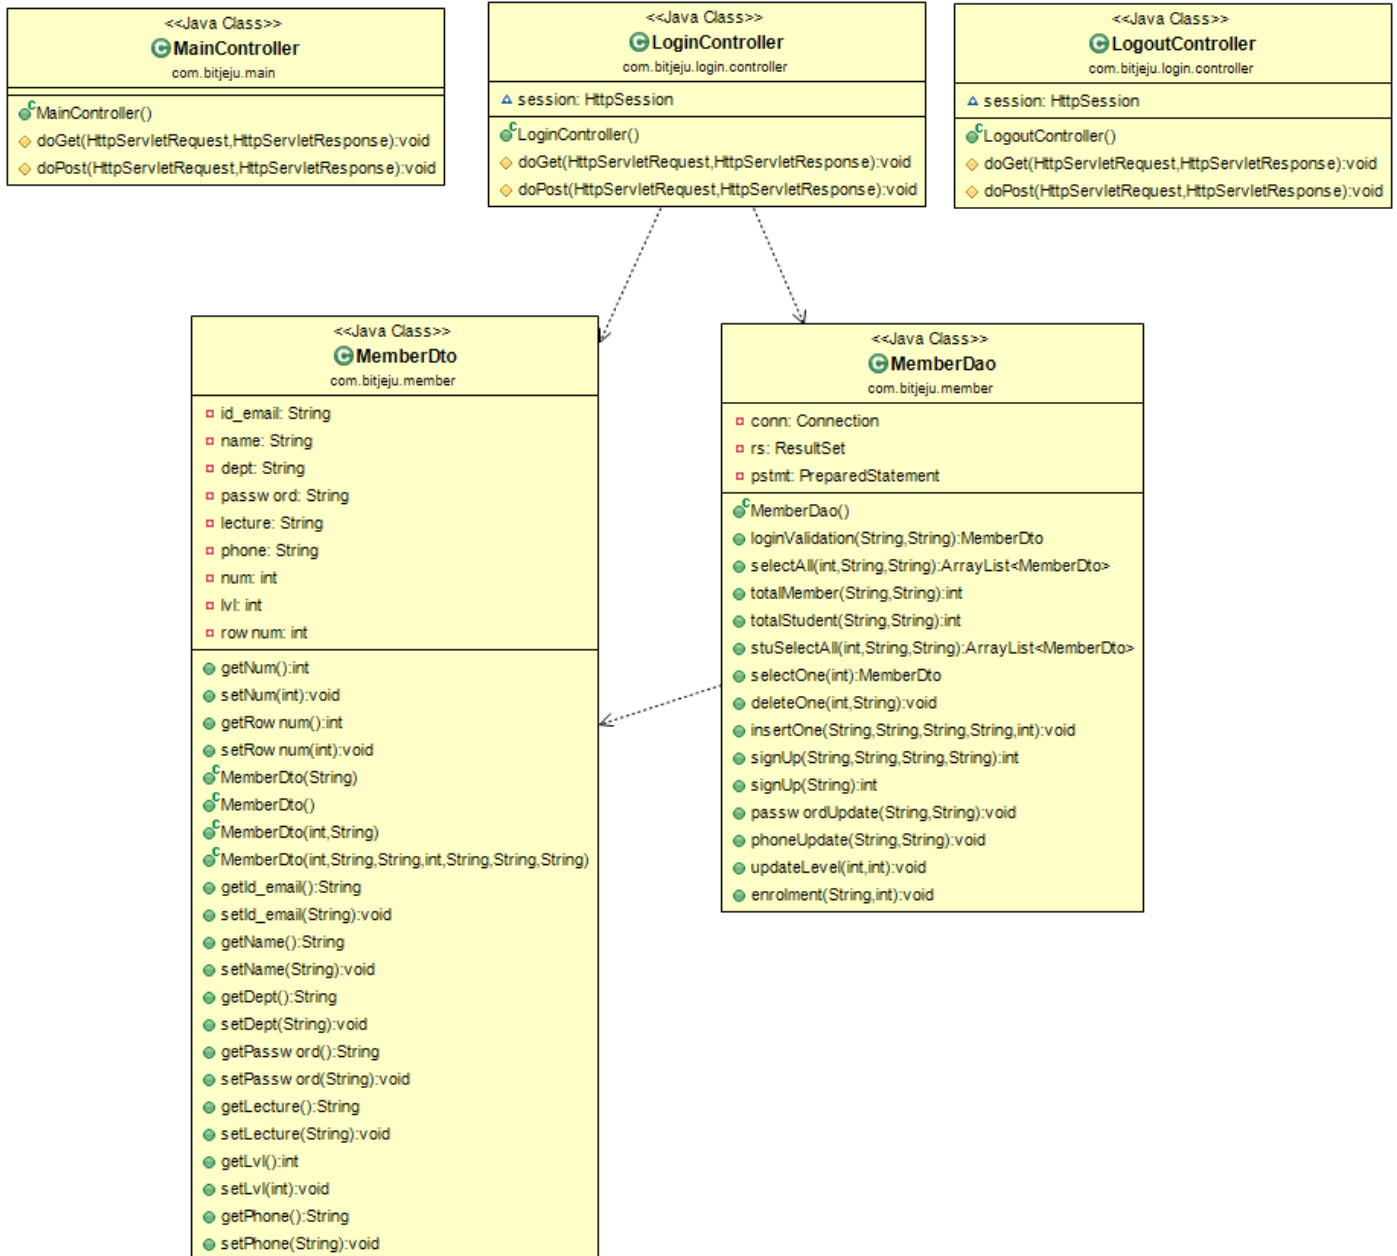 <<Java Class>>
MainController
com.bitjeju.main
MainController()
doGet(HttpServletRequest,HttpServletResponse):void
doPost(HttpServletRequest,HttpServletResponse):void
<<Java Class>>
LoginController
com.bitjeju.login.controller
session: HttpSession
LoginController()
doGet(HttpServletRequest,HttpServletResponse):void
doPost(HttpServletRequest,HttpServletResponse):void
<<Java Class>>
LogoutController
com.bitjeju.login.controller
session: HttpSession
LogoutController()
doGet(HttpServletRequest,HttpServletResponse):void
doPost(HttpServletRequest,HttpServletResponse):void
<<Java Class>>
MemberDto
com.bitjeju.member
id_email: String
name: String
dept: String
password: String
lecture: String
phone: String
num: int
lvl: int
rownum: int
getNum():int
setNum(int):void
getRownum():int
setRownum(int):void
MemberDto(String)
MemberDto()
MemberDto(int,String)
MemberDto(int,String,String,int,String,String,String)
getId_email():String
setId_email(String):void
getName():String
setName(String):void
getDept():String
setDept(String):void
getPassword():String
setPassword(String):void
getLecture():String
setLecture(String):void
getLvl():int
setLvl(int):void
getPhone():String
setPhone(String):void
<<Java Class>>
MemberDao
com.bitjeju.member
conn: Connection
rs: ResultSet
pstmt: PreparedStatement
MemberDao()
loginValidation(String,String):MemberDto
selectAll(int,String,String):ArrayList<MemberDto>
totalMember(String,String):int
totalStudent(String,String):int
stuSelectAll(int,String,String):ArrayList<MemberDto>
selectOne(int):MemberDto
deleteOne(int,String):void
insertOne(String,String,String,String,int):void
signUp(String,String,String,String):int
signUp(String):int
passwordUpdate(String,String):void
phoneUpdate(String,String):void
updateLevel(int,int):void
enrolment(String,int):void